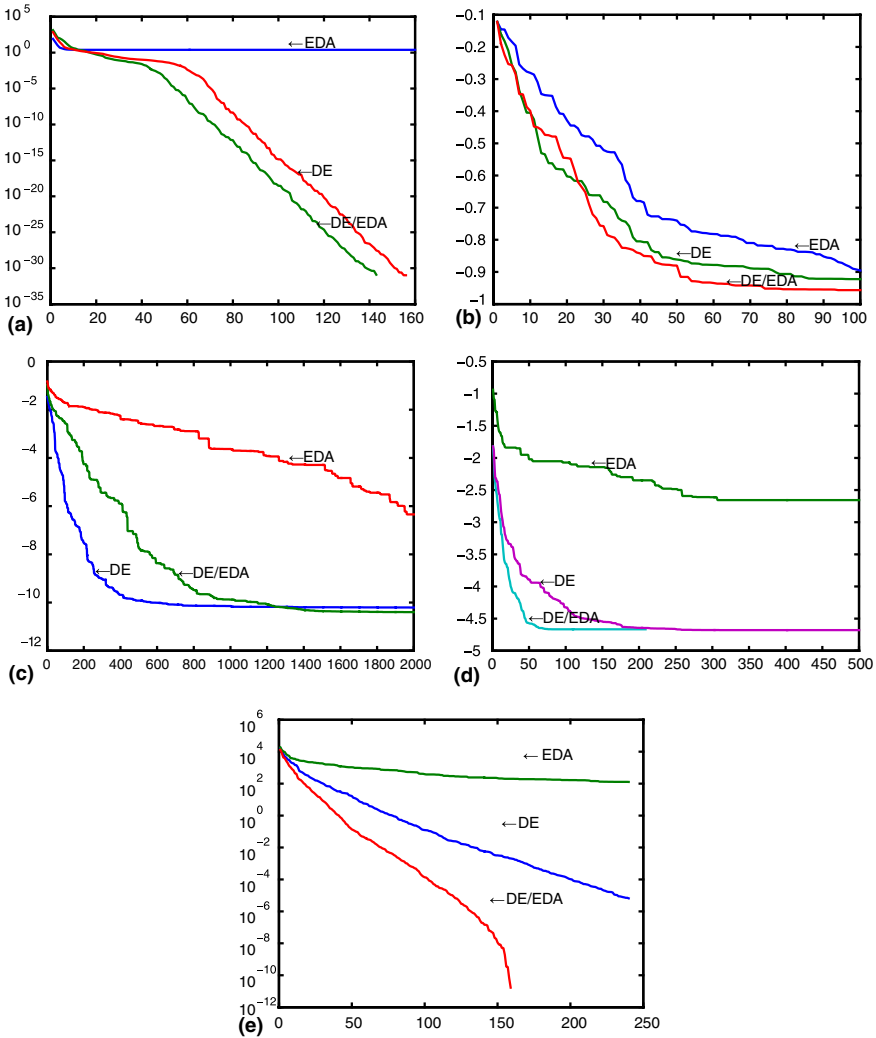 10^5
10^0
10^−5
10^−10
10^−15
10^−20
10^−25
10^−30
10^−35
0 20 40 60 80 100 120 140 160
←EDA
←DE
←DE/EDA
(a)
−0.1
−0.2
−0.3
−0.4
−0.5
−0.6
−0.7
−0.8
−0.9
−1
0 10 20 30 40 50 60 70 80 90 100
←EDA
←DE
←DE/EDA
(b)
0
−2
−4
−6
−8
−10
−12
0 200 400 600 800 1000 1200 1400 1600 1800 2000
←EDA
←DE
←DE/EDA
(c)
−0.5
−1
−1.5
−2
−2.5
−3
−3.5
−4
−4.5
−5
0 50 100 150 200 250 300 350 400 450 500
←EDA
←DE
←DE/EDA
(d)
10^6
10^4
10^2
10^0
10^−2
10^−4
10^−6
10^−8
10^−10
10^−12
0 50 100 150 200 250
← EDA
←DE
←DE/EDA
(e)